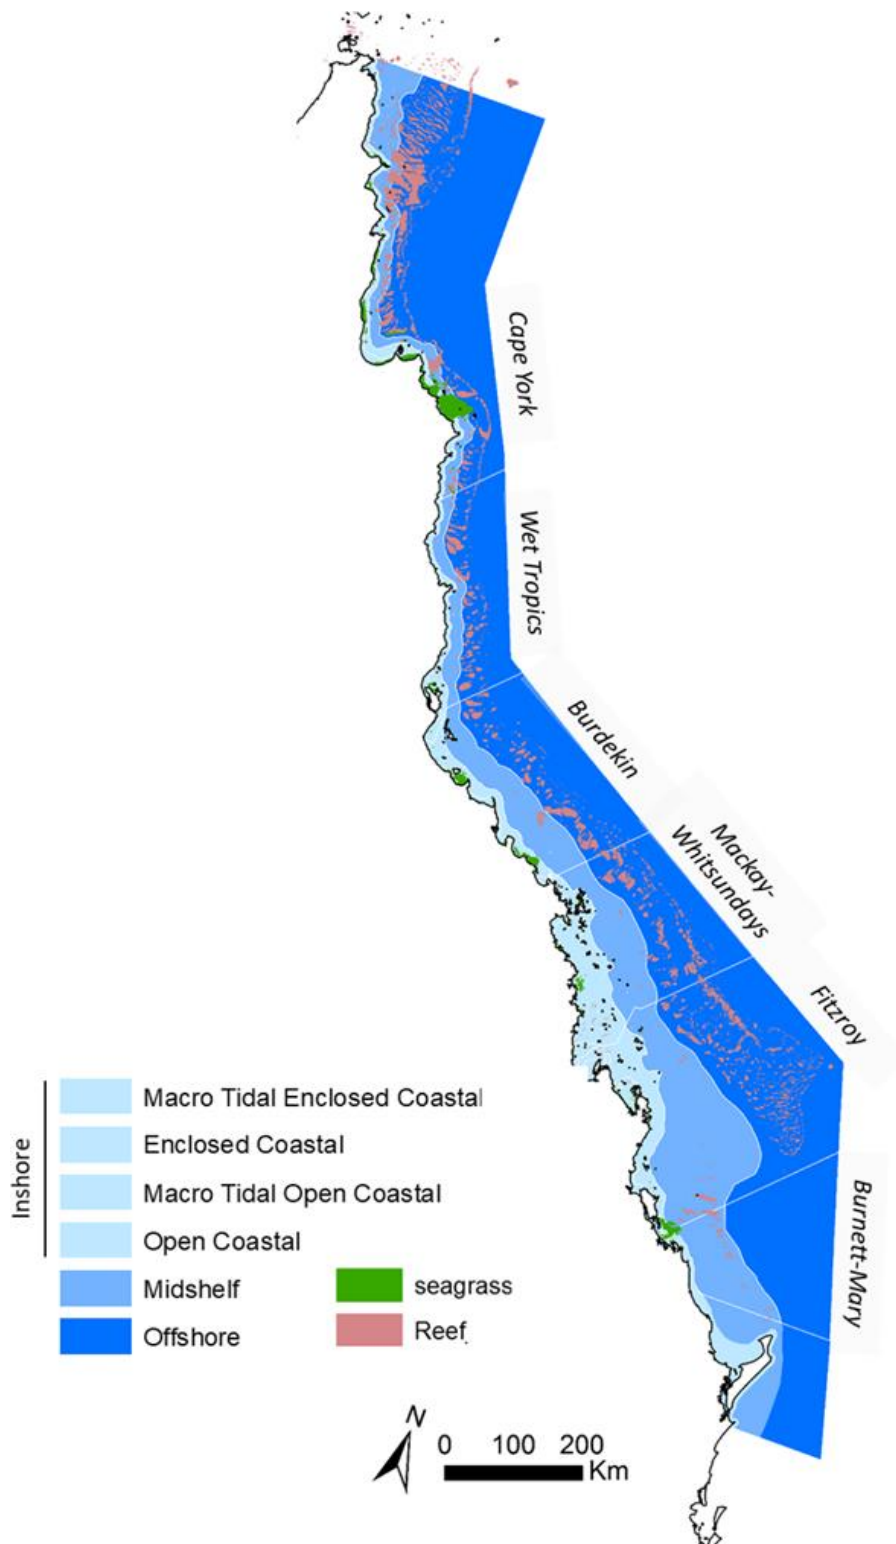 Cape York
Wet Tropics
Burdekin
Mackay-
Whitsundays
Fitzroy
Burnett-Mary
Inshore
Macro Tidal Enclosed Coastal
Enclosed Coastal
Macro Tidal Open Coastal
Open Coastal
Midshelf
Offshore
seagrass
Reef
N
0 100 200
Km